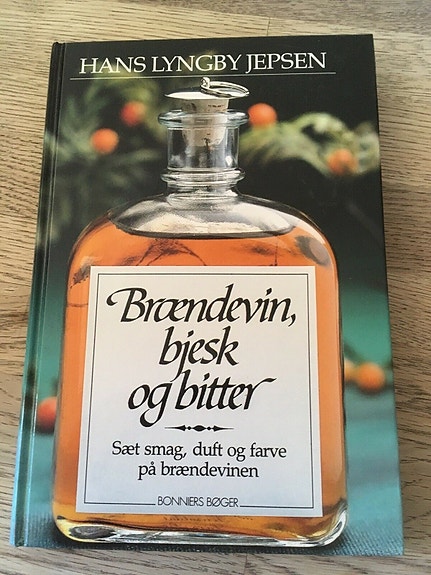 HANS LYNGBY JEPSEN
Brændevin,
bjesk
og bitter
Sæt smag, duft og farve
på brændevinen
BONNIERS BØGER